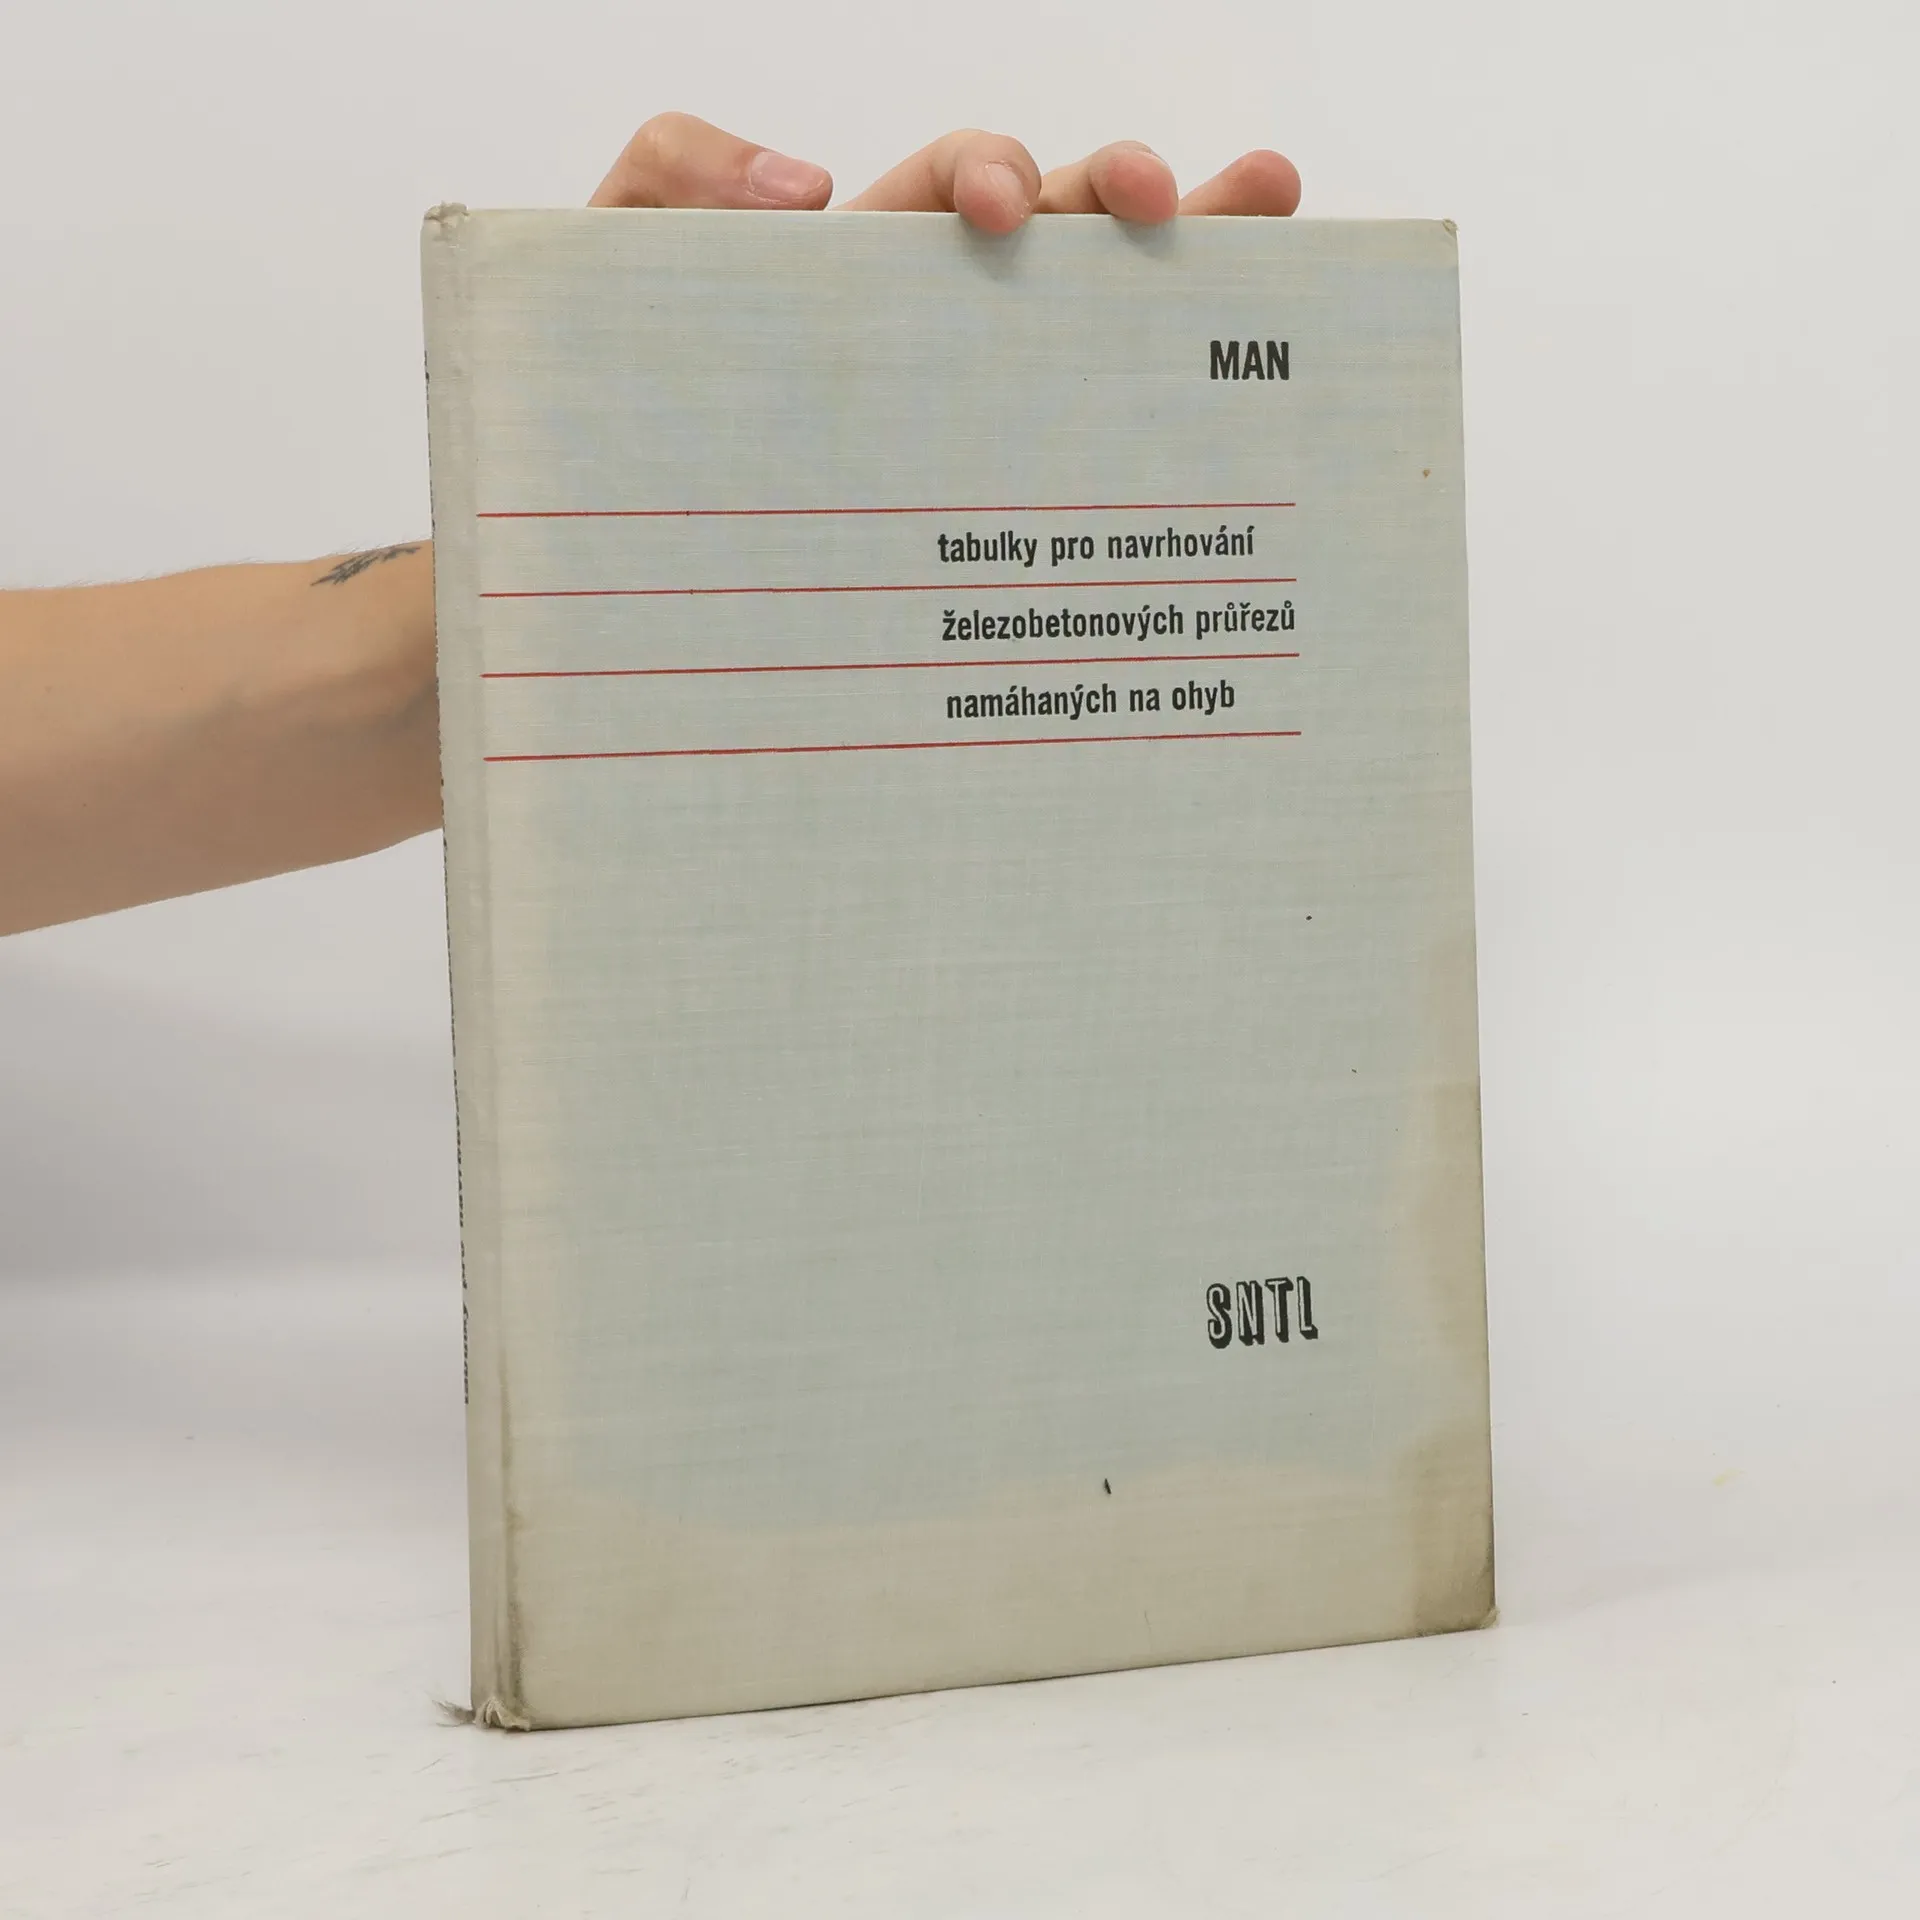 MAN
tabulky pro navrhování
železobetonových průřezů
namáhaných na ohyb
SNTL